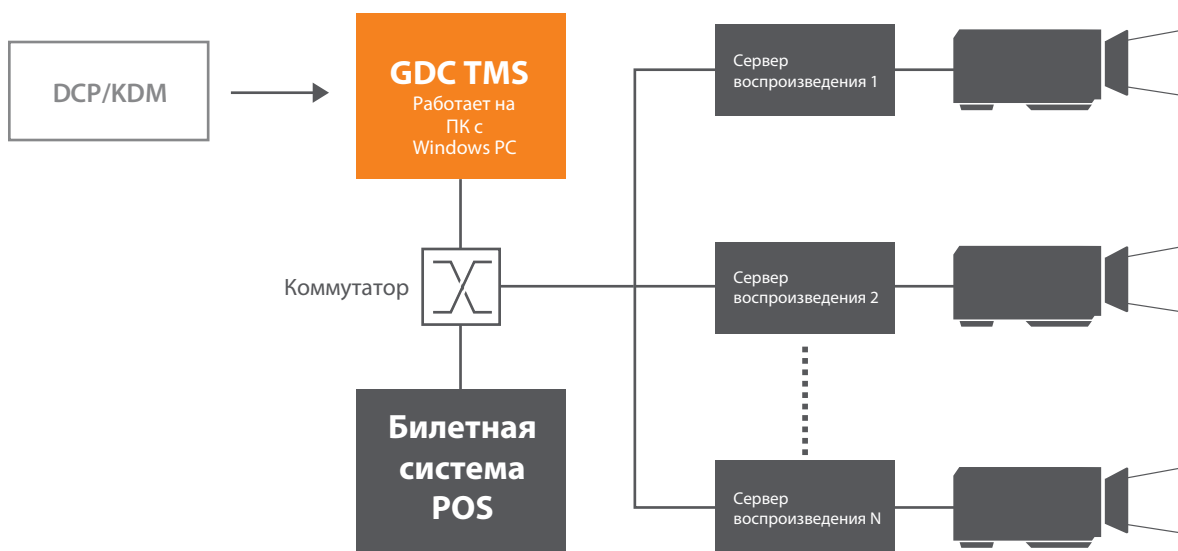 DCP/KDM
GDC TMS
Работает на
ПК с
Windows PC
Коммутатор
Билетная
система
POS
Сервер
воспроизведения 1
Сервер
воспроизведения 2
Сервер
воспроизведения N